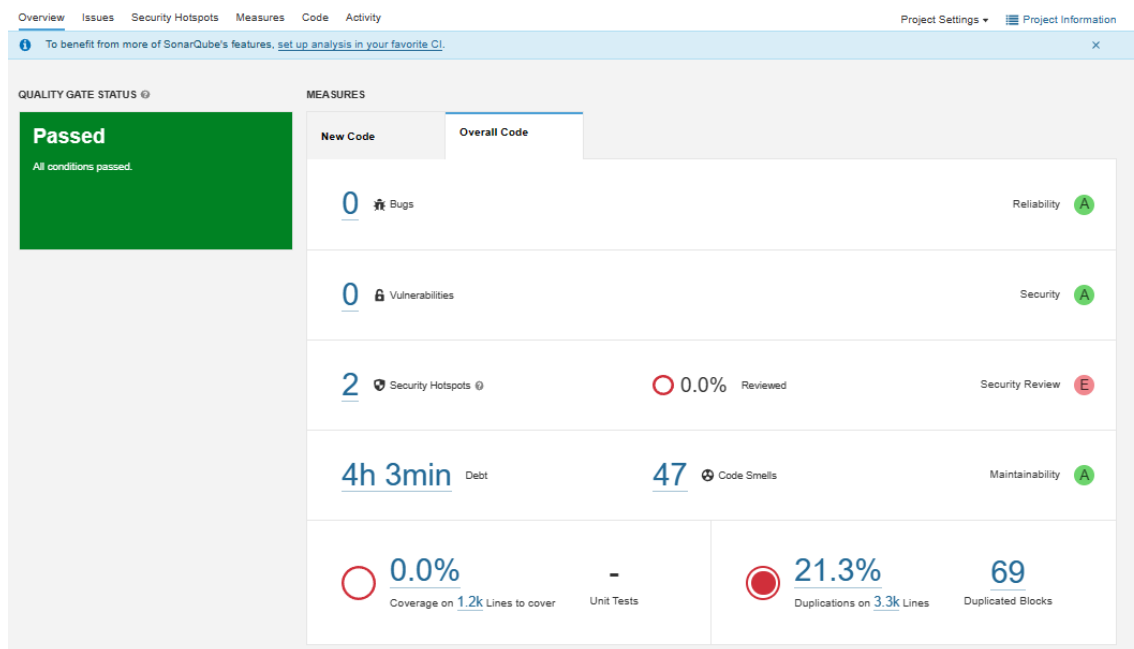 Overview Issues Security Hotspots Measures Code Activity Project Settings Project Information
To benefit from more of SonarQube's features, set up analysis in your favorite CI. ×
QUALITY GATE STATUS
MEASURES
Passed
All conditions passed.
New Code Overall Code
0 Bugs Reliability A
0 Vulnerabilities Security A
2 Security Hotspots 0.0% Reviewed Security Review E
4h 3min Debt 47 Code Smells Maintainability A
0.0% - 21.3% 69
Coverage on 1.2k Lines to cover Unit Tests Duplications on 3.3k Lines Duplicated Blocks